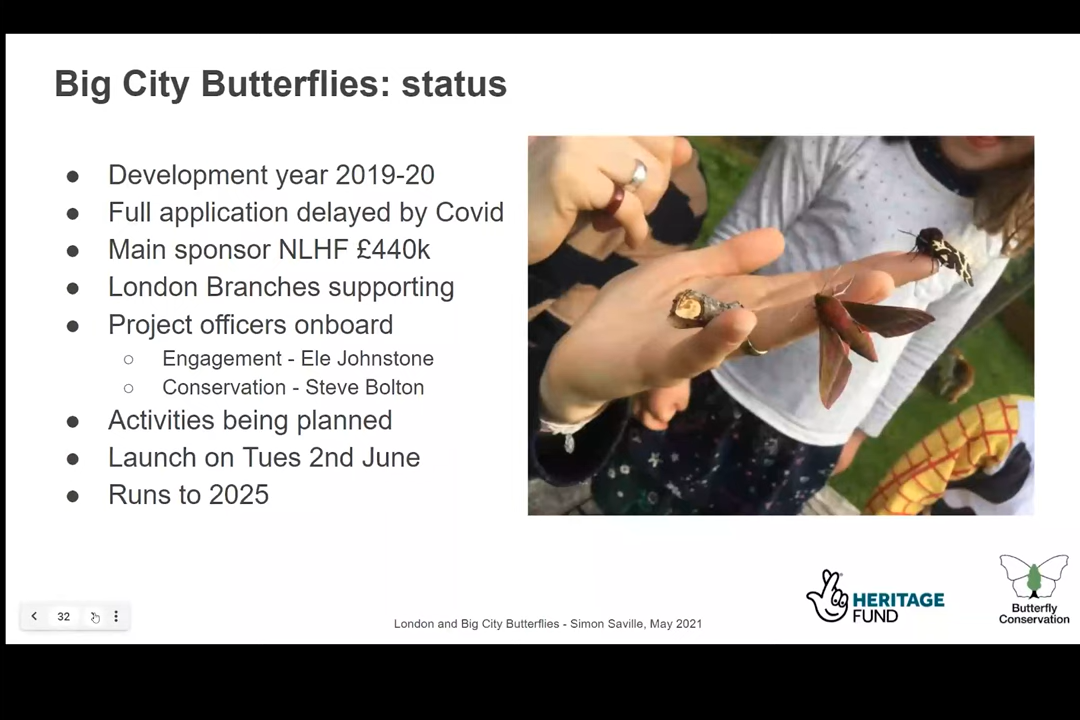 Big City Butterflies: status
● Development year 2019-20
● Full application delayed by Covid
● Main sponsor NLHF £440k
● London Branches supporting
● Project officers onboard
○ Engagement - Ele Johnstone
○ Conservation - Steve Bolton
● Activities being planned
● Launch on Tues 2nd June
● Runs to 2025
HERITAGE
FUND
Butterfly
Conservation
32
London and Big City Butterflies - Simon Saville, May 2021